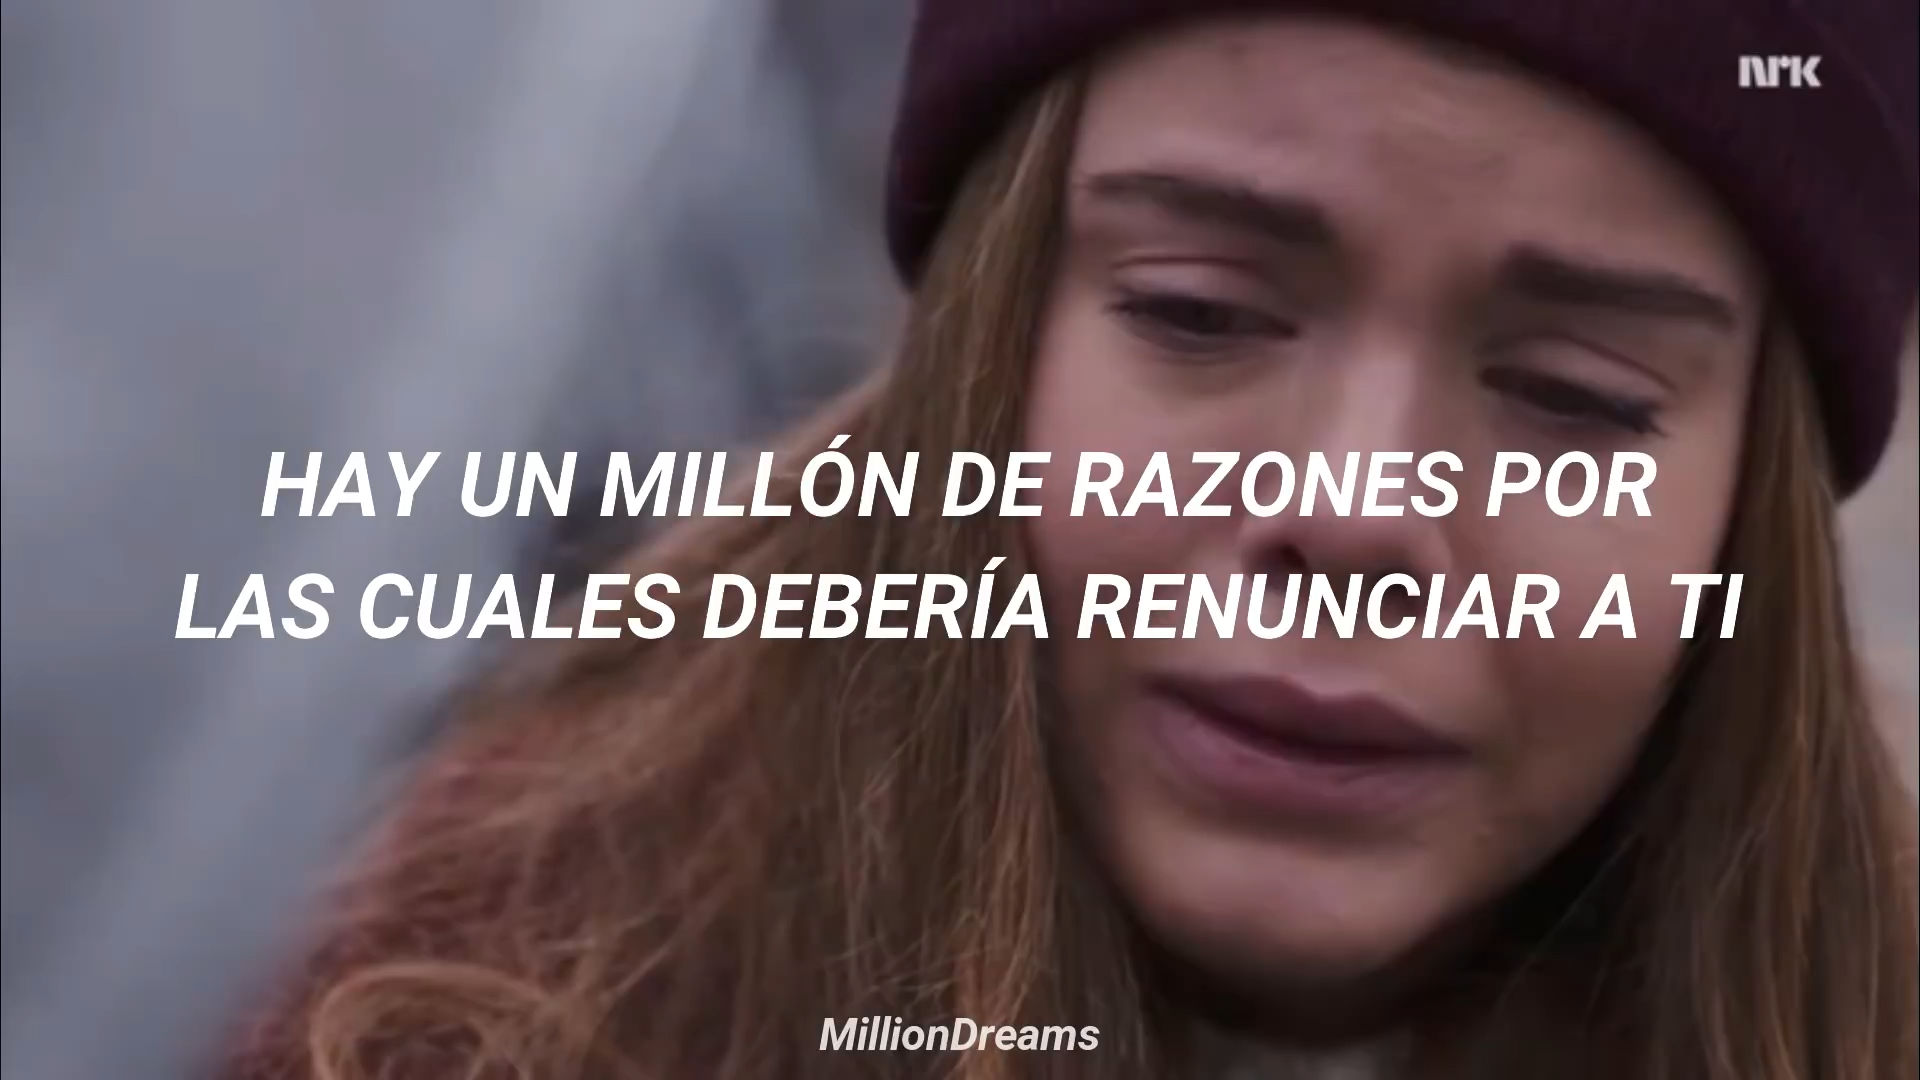 NRK
HAY UN MILLÓN DE RAZONES POR
LAS CUALES DEBERÍA RENUNCIAR A TI
MillionDreams